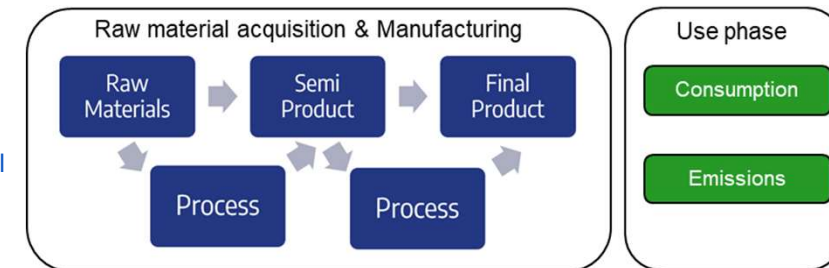 Raw material acquisition & Manufacturing
Raw
Materials
Semi
Product
Final
Product
Process
Process
Use phase
Consumption
Emissions